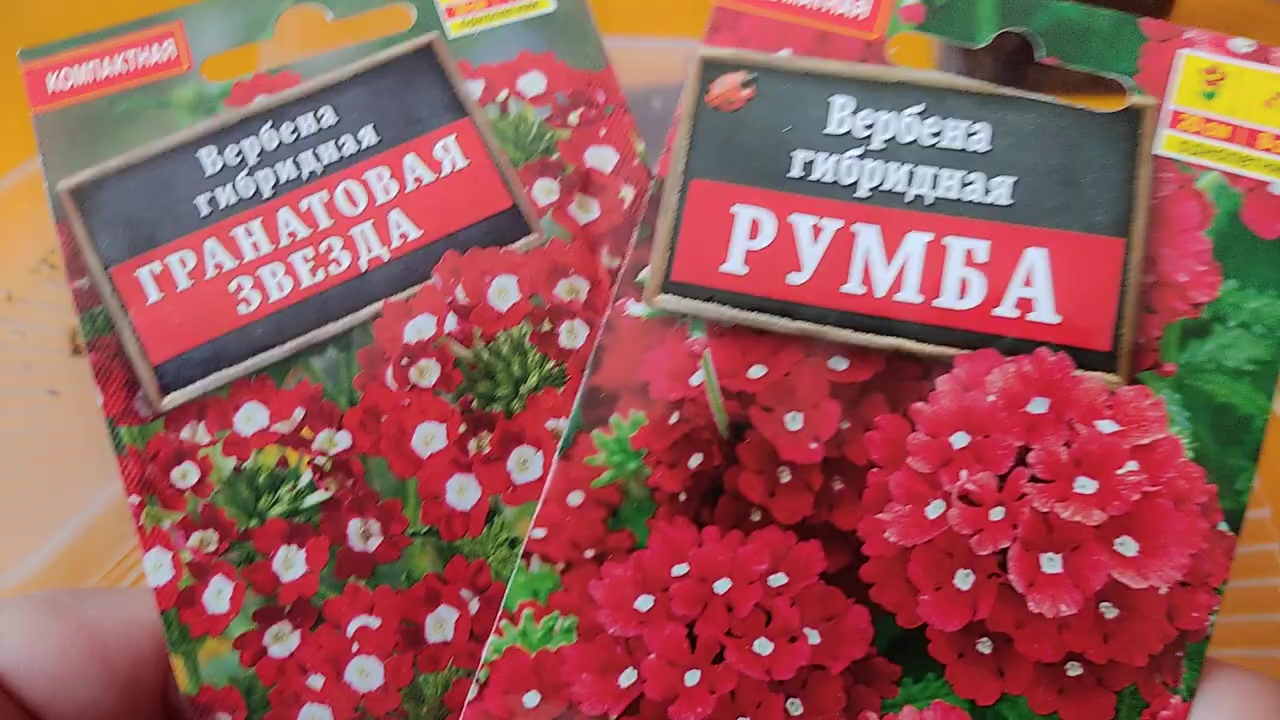 КОМПАКТНАЯ
Вербена
гибридная
ГРАНАТОВАЯ
ЗВЕЗДА
Вербена
гибридная
РУМБА